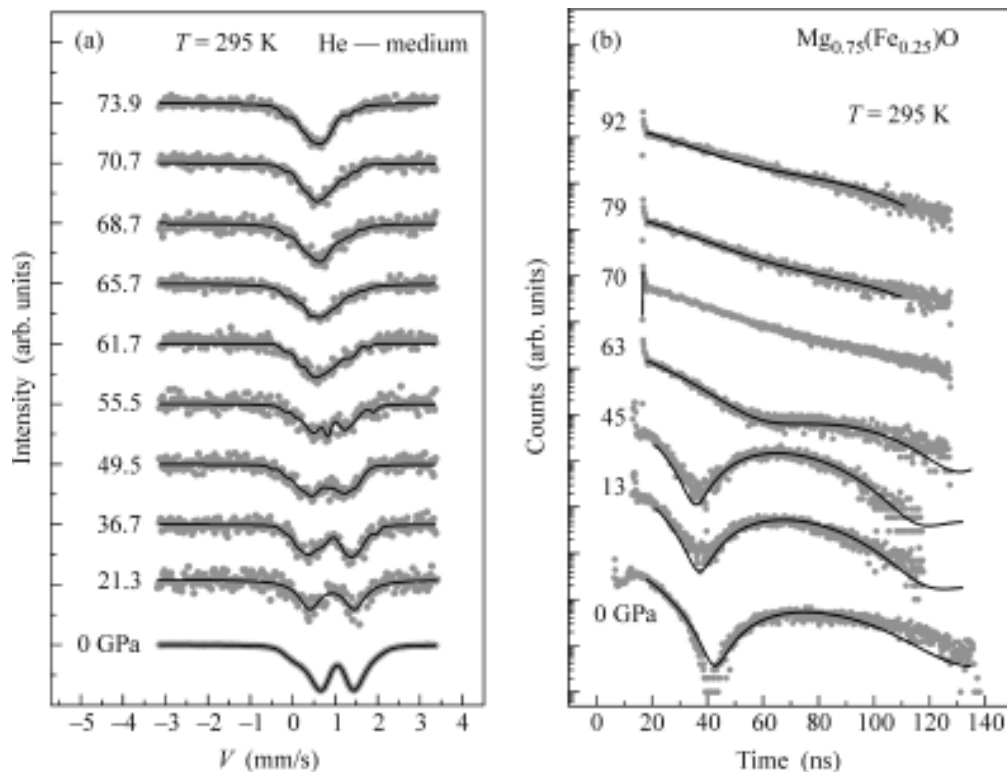 (a) T = 295 K He — medium
73.9
70.7
68.7
65.7
61.7
55.5
49.5
36.7
21.3
0 GPa
Intensity (arb. units)
–5 –4 –3 –2 –1 0 1 2 3 4
V (mm/s)
(b) Mg0.75(Fe0.25)O
T = 295 K
92
79
70
63
45
13
0 GPa
Counts (arb. units)
0 20 40 60 80 100 120 140
Time (ns)